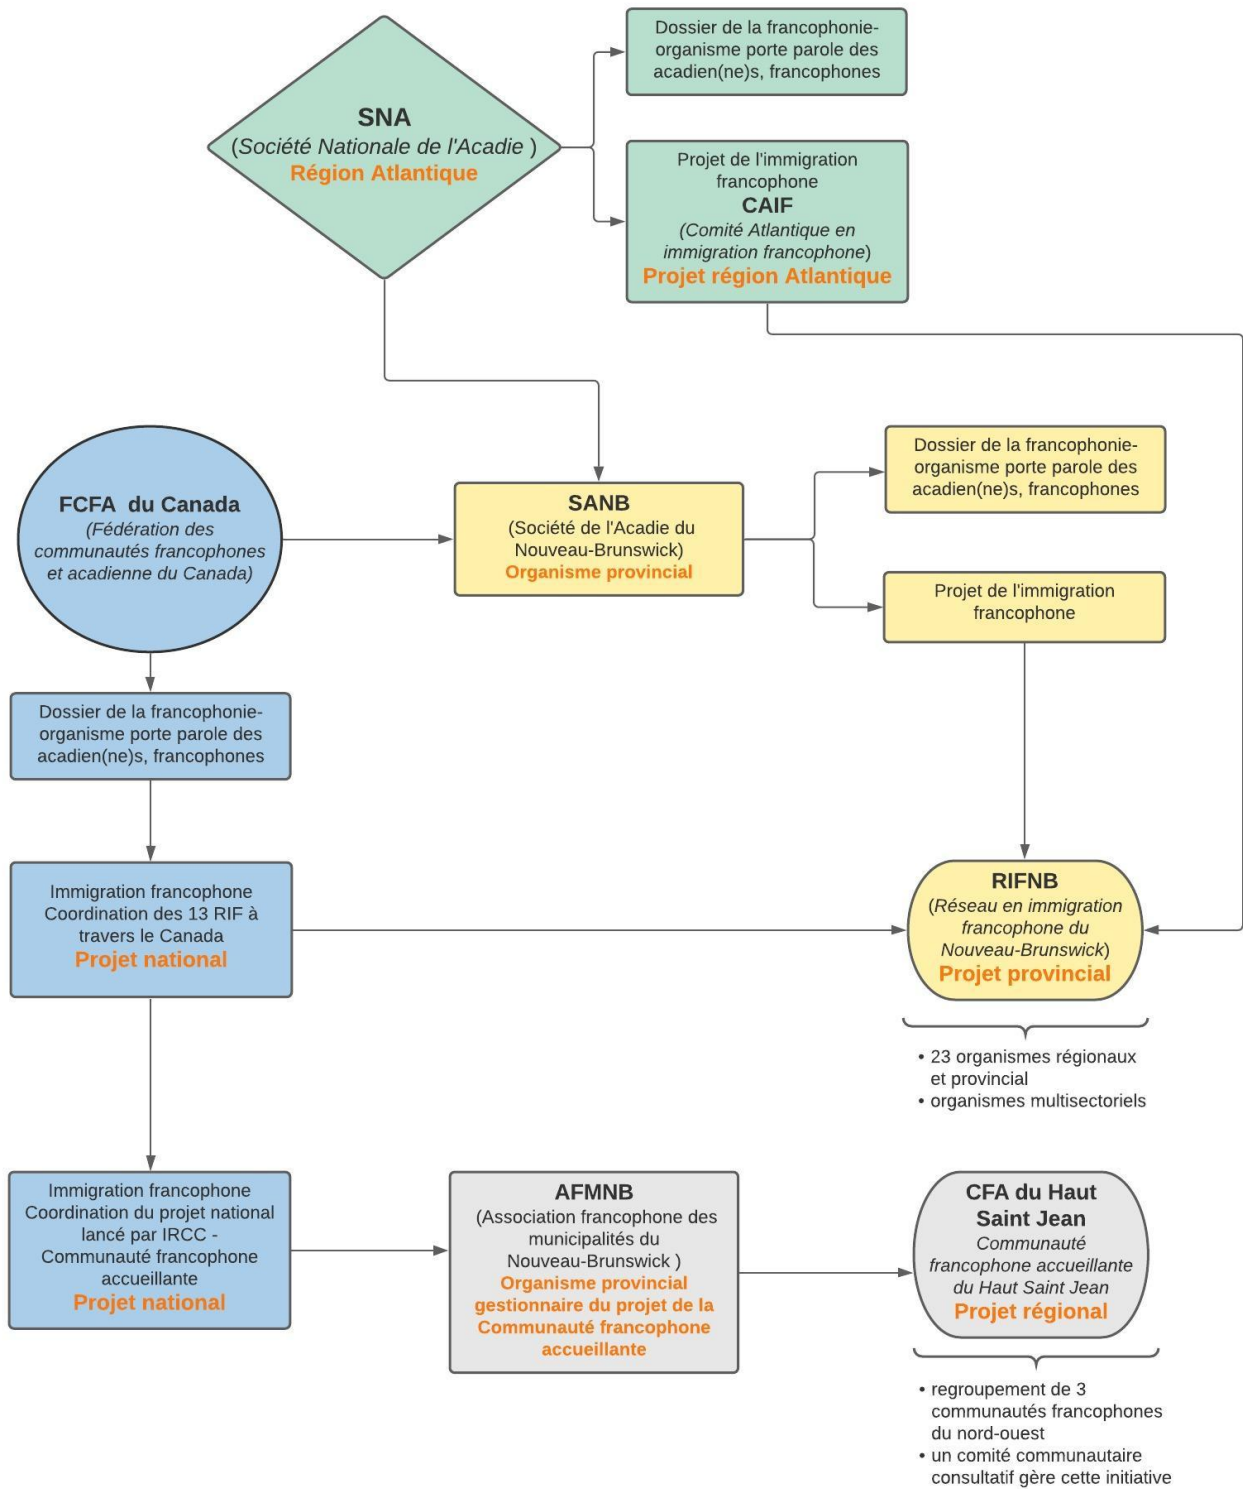 Dossier de la francophonie-
organisme porte parole des
acadien(ne)s, francophones
SNA
(Société Nationale de l'Acadie )
Région Atlantique
Projet de l'immigration
francophone
CAIF
(Comité Atlantique en
immigration francophone)
Projet région Atlantique
FCFA du Canada
(Fédération des
communautés francophones
et acadienne du Canada)
SANB
(Société de l'Acadie du
Nouveau-Brunswick)
Organisme provincial
Dossier de la francophonie-
organisme porte parole des
acadien(ne)s, francophones
Projet de l'immigration
francophone
Dossier de la francophonie-
organisme porte parole des
acadien(ne)s, francophones
Immigration francophone
Coordination des 13 RIF à
travers le Canada
Projet national
RIFNB
(Réseau en immigration
francophone du
Nouveau-Brunswick)
Projet provincial
• 23 organismes régionaux
et provincial
• organismes multisectoriels
Immigration francophone
Coordination du projet national
lancé par IRCC -
Communauté francophone
accueillante
Projet national
AFMNB
(Association francophone des
municipalités du
Nouveau-Brunswick )
Organisme provincial
gestionnaire du projet de la
Communauté francophone
accueillante
CFA du Haut
Saint Jean
Communauté
francophone accueillante
du Haut Saint Jean
Projet régional
• regroupement de 3
communautés francophones
du nord-ouest
• un comité communautaire
consultatif gère cette initiative